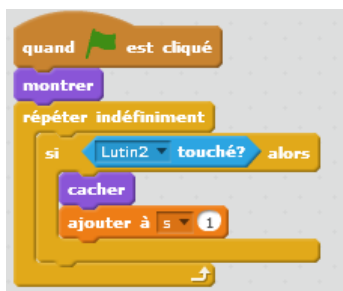 quand est cliqué
montrer
répéter indéfiniment
si Lutin2 touché? alors
cacher
ajouter à s 1